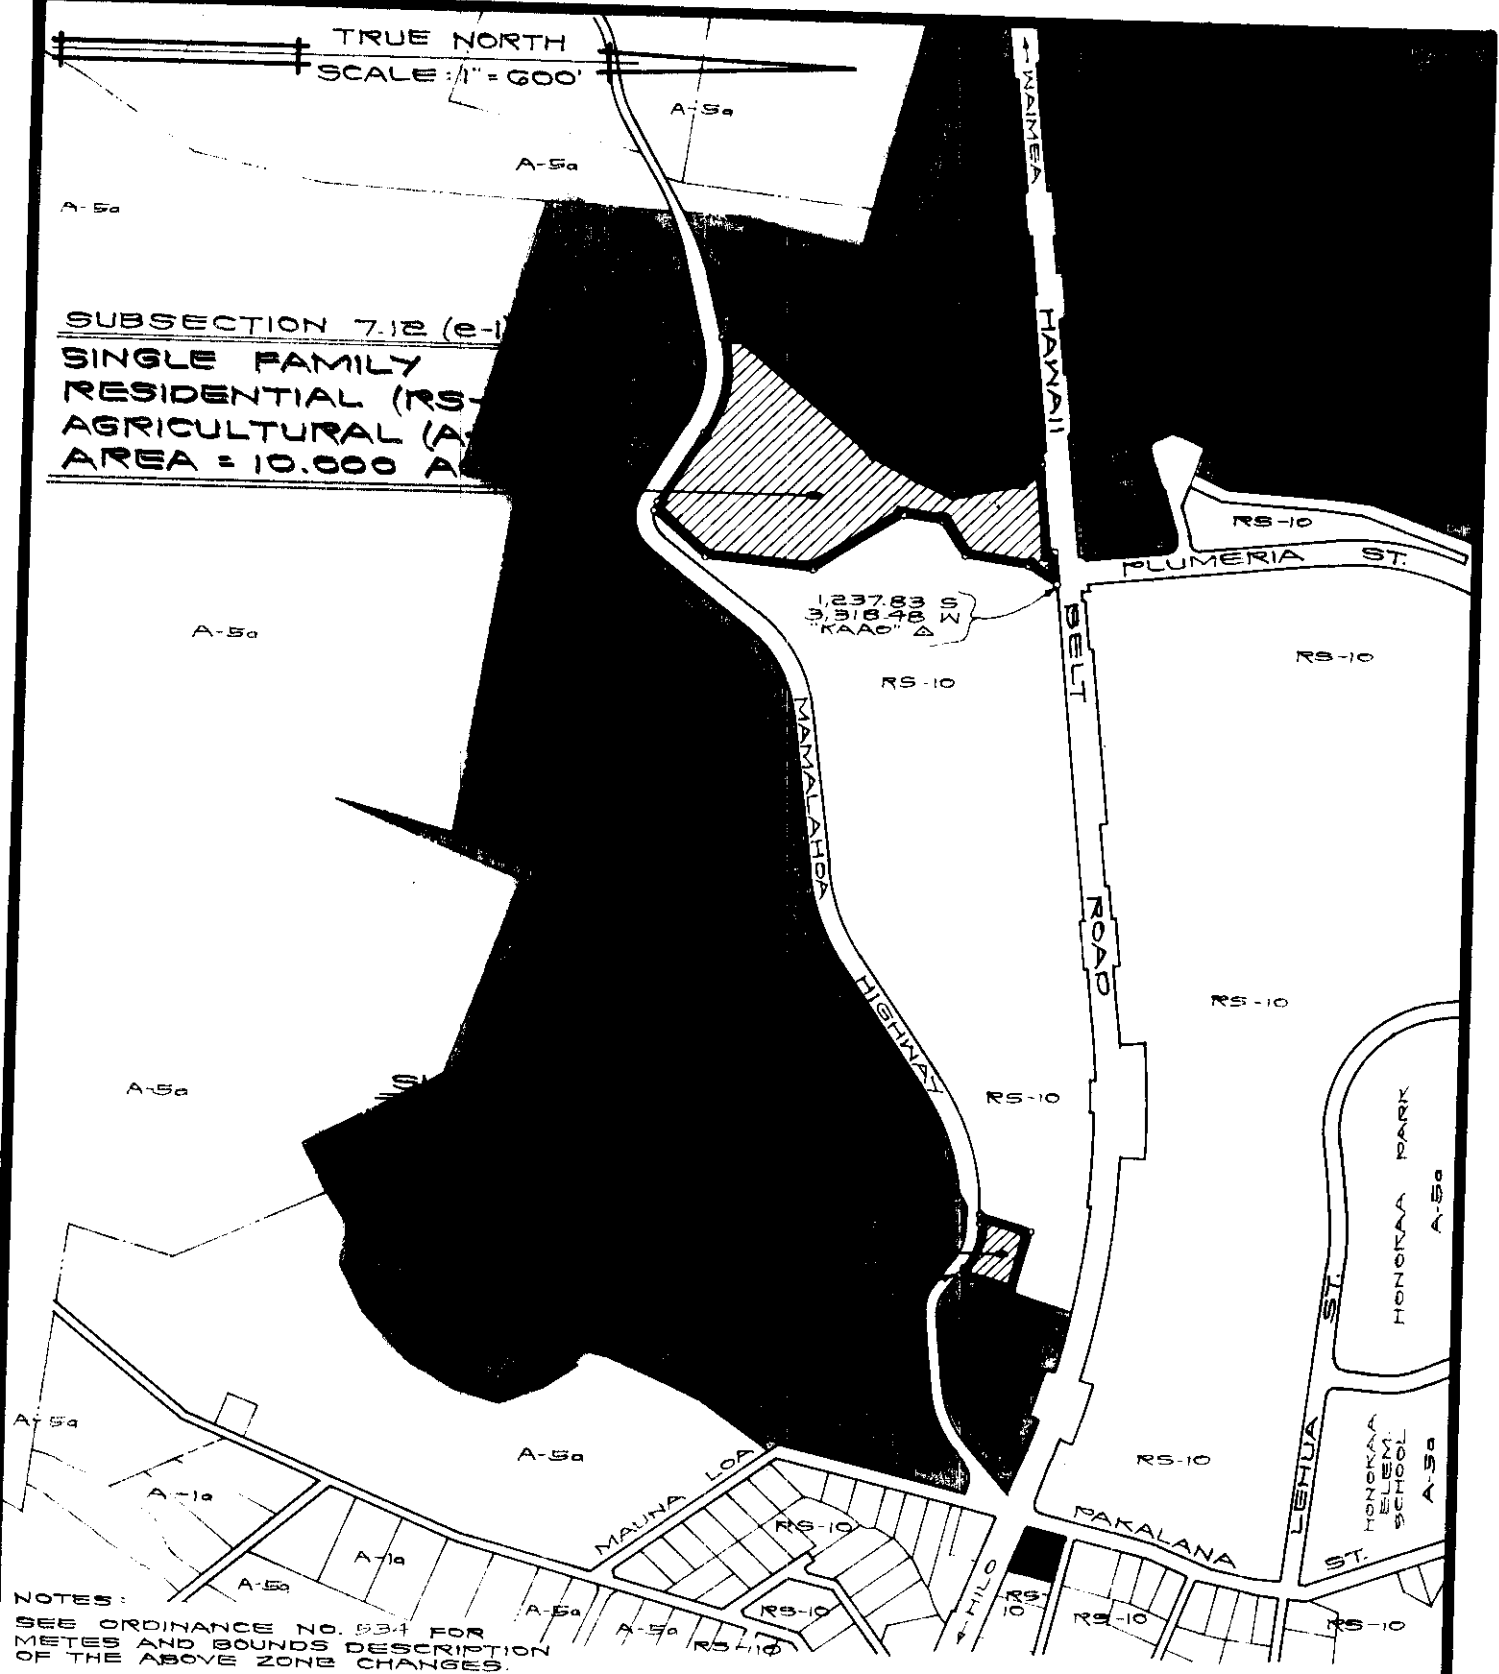 TRUE NORTH
SCALE: 1" = 600'
A-5a
A-5a
A-5a
← WAIMEA
SUBSECTION 7.12 (e-1
SINGLE FAMILY
RESIDENTIAL (RS-
AGRICULTURAL (A-
AREA = 10.000 A
HAWAII
BELT
ROAD
RS-10
PLUMERIA ST.
1,237.83 S
3,318.48 W
"KAAO" △
A-5a
RS-10
RS-10
MAMALAHOA
HIGHWAY
RS-10
A-5a
RS-10
HONOKAA PARK
A-5a
LEHUA ST.
A-5a
A-5a
MAUNA LOA
RS-10
HONOKAA
ELEM.
SCHOOL
A-5a
A-1a
RS-10
PAKALANA ST.
A-1a
A-5a
← HILO
RS-
10
RS-10
RS-10
RS-10
A-5a
A-5a
RS-10
NOTES:
SEE ORDINANCE NO. 534 FOR
METES AND BOUNDS DESCRIPTION
OF THE ABOVE ZONE CHANGES.